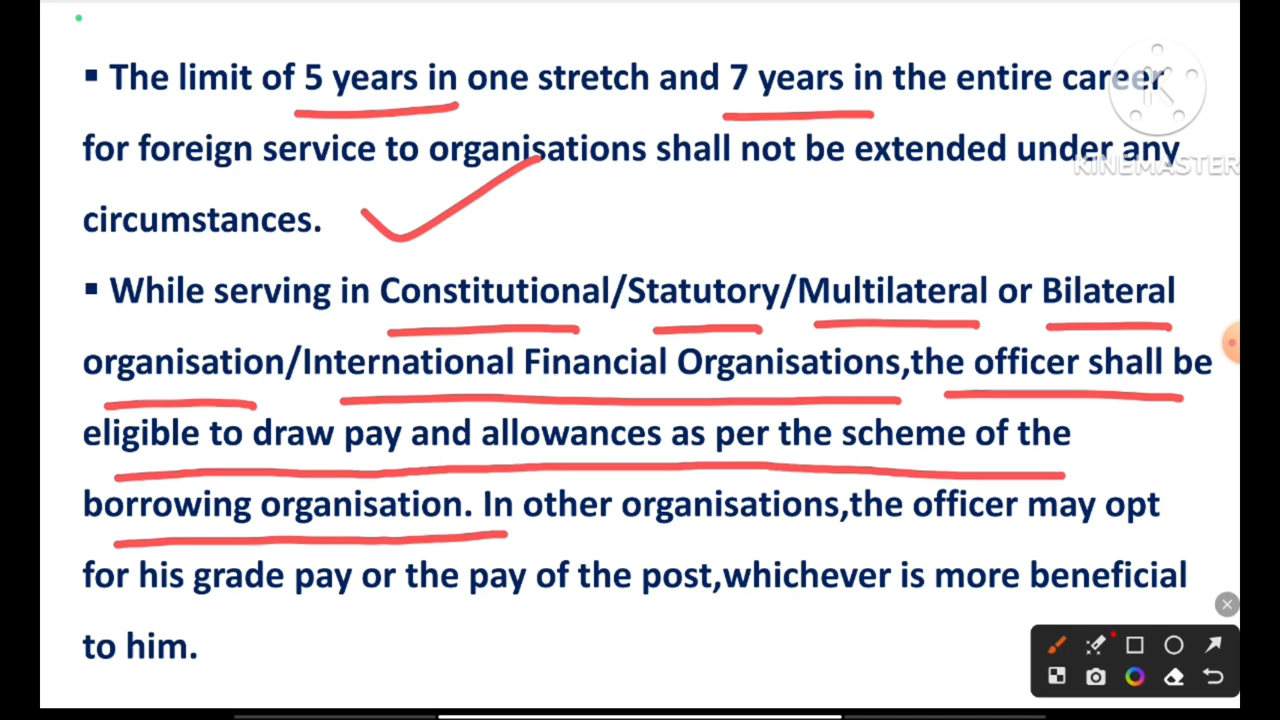 ▪ The limit of 5 years in one stretch and 7 years in the entire career
for foreign service to organisations shall not be extended under any
circumstances.
▪ While serving in Constitutional/Statutory/Multilateral or Bilateral
organisation/International Financial Organisations,the officer shall be
eligible to draw pay and allowances as per the scheme of the
borrowing organisation. In other organisations,the officer may opt
for his grade pay or the pay of the post,whichever is more beneficial
to him.
K
KINEMASTER